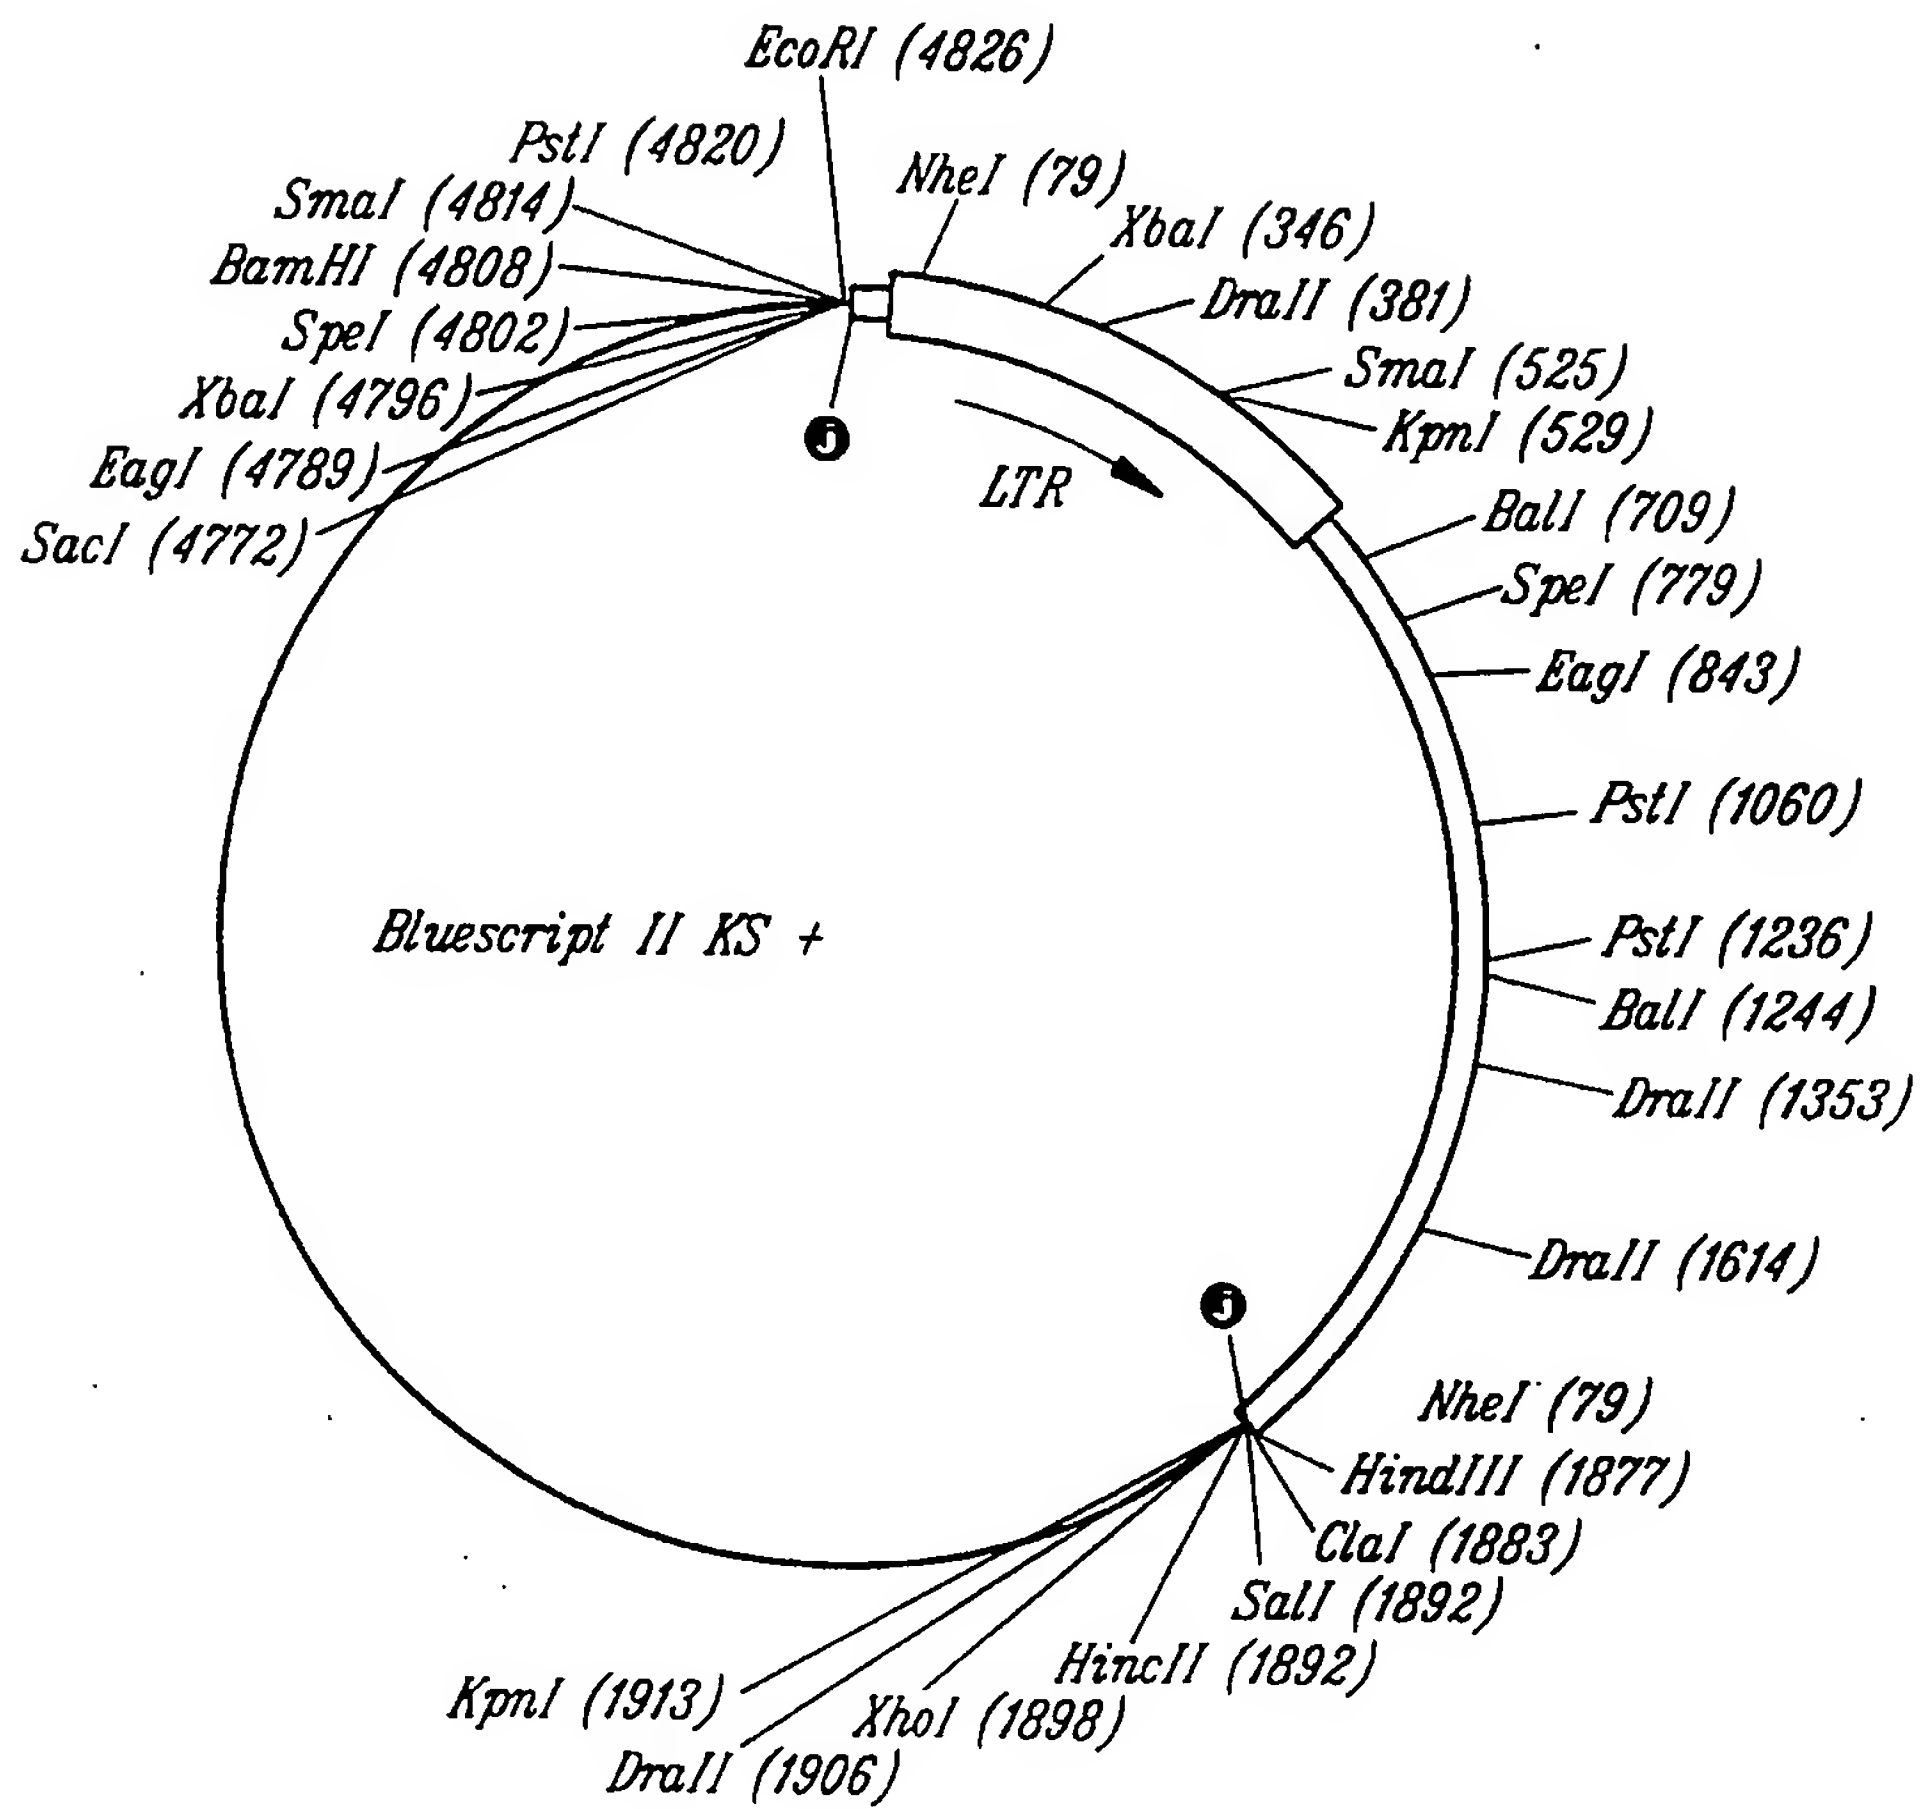 EcoRI (4826)
PstI (4820)
SmaI (4814)
BamHI (4808)
SpeI (4802)
XbaI (4796)
EagI (4789)
SacI (4772)
NheI (79)
XbaI (346)
DraII (381)
SmaI (525)
KpnI (529)
BalI (709)
SpeI (779)
EagI (843)
PstI (1060)
PstI (1236)
BalI (1244)
DraII (1353)
DraII (1614)
j
LTR
Bluescript II KS +
j
NheI (79)
HindIII (1877)
ClaI (1883)
SalI (1892)
HincII (1892)
XhoI (1898)
DraII (1906)
KpnI (1913)